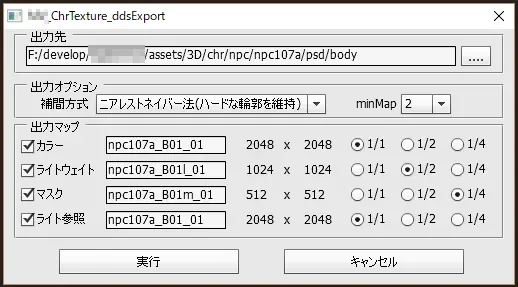 _ChrTexture_ddsExport
出力先
F:/develop/ /assets/3D/chr/npc/npc107a/psd/body ....
出力オプション
補間方式 ニアレストネイバー法(ハードな輪郭を維持) minMap 2
出力マップ
カラー npc107a_B01_01 2048 x 2048 1/1 1/2 1/4
ライトウェイト npc107a_B01l_01 1024 x 1024 1/1 1/2 1/4
マスク npc107a_B01m_01 512 x 512 1/1 1/2 1/4
ライト参照 npc107a_B01_01 2048 x 2048 1/1 1/2 1/4
実行 キャンセル